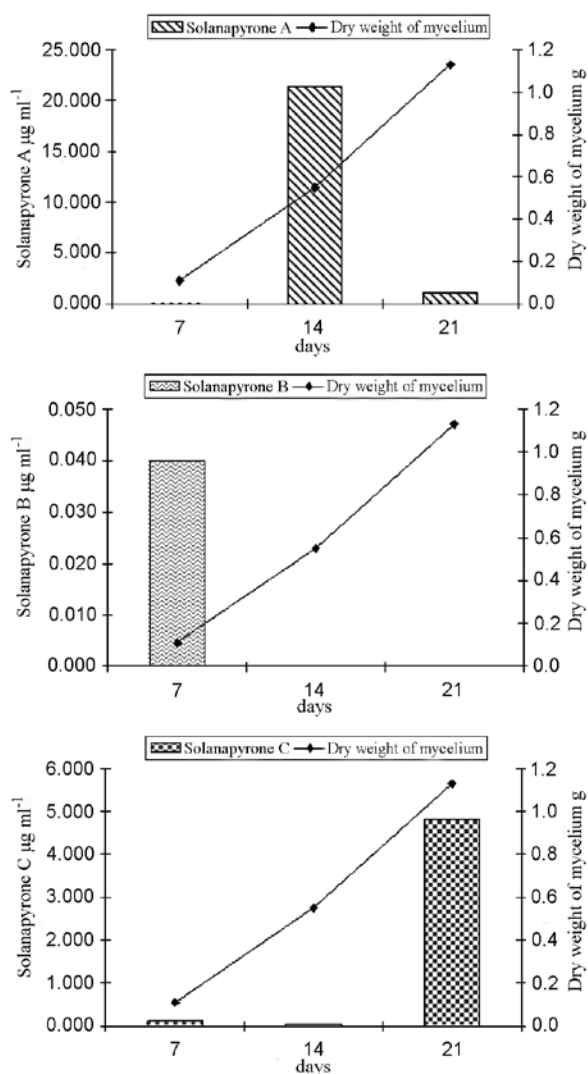 Solanapyrone A Dry weight of mycelium
Solanapyrone A µg ml-1
25.000
20.000
15.000
10.000
5.000
0.000
1.2
1.0
0.8
0.6
0.4
0.2
0.0
Dry weight of mycelium g
7 14 21
days
Solanapyrone B Dry weight of mycelium
Solanapyrone B µg ml-1
0.050
0.040
0.030
0.020
0.010
0.000
1.2
1.0
0.8
0.6
0.4
0.2
0.0
Dry weight of mycelium g
7 14 21
days
Solanapyrone C Dry weight of mycelium
Solanapyrone C µg ml-1
6.000
5.000
4.000
3.000
2.000
1.000
0.000
1.2
1.0
0.8
0.6
0.4
0.2
0.0
Dry weight of mycelium g
7 14 21
days